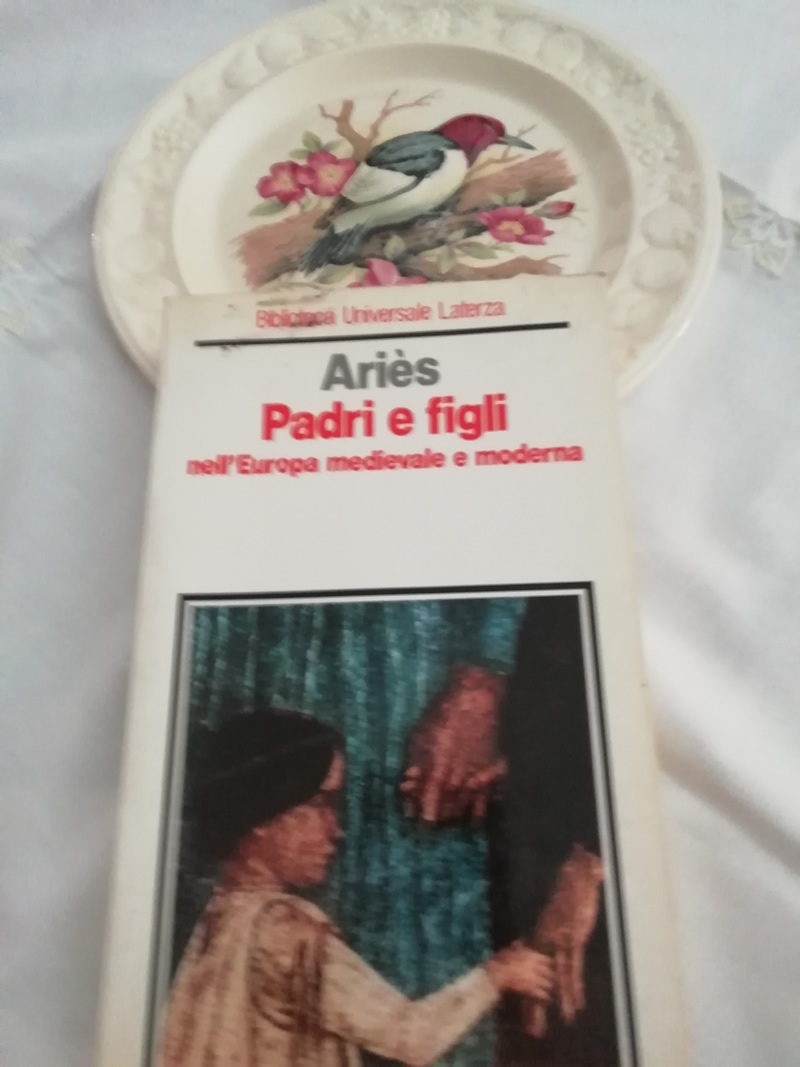 Biblioteca Universale Laterza
Ariès
Padri e figli
nell'Europa medievale e moderna